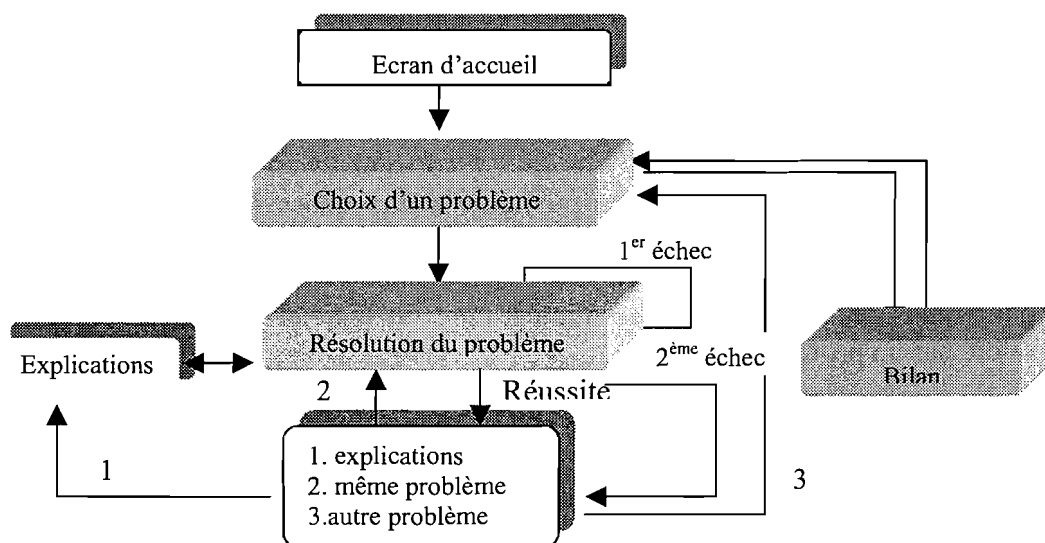 Ecran d'accueil
Choix d'un problème
1er échec
Résolution du problème
Explications
2ème échec
Bilan
2
Réussite
1
1. explications
2. même problème
3.autre problème
3